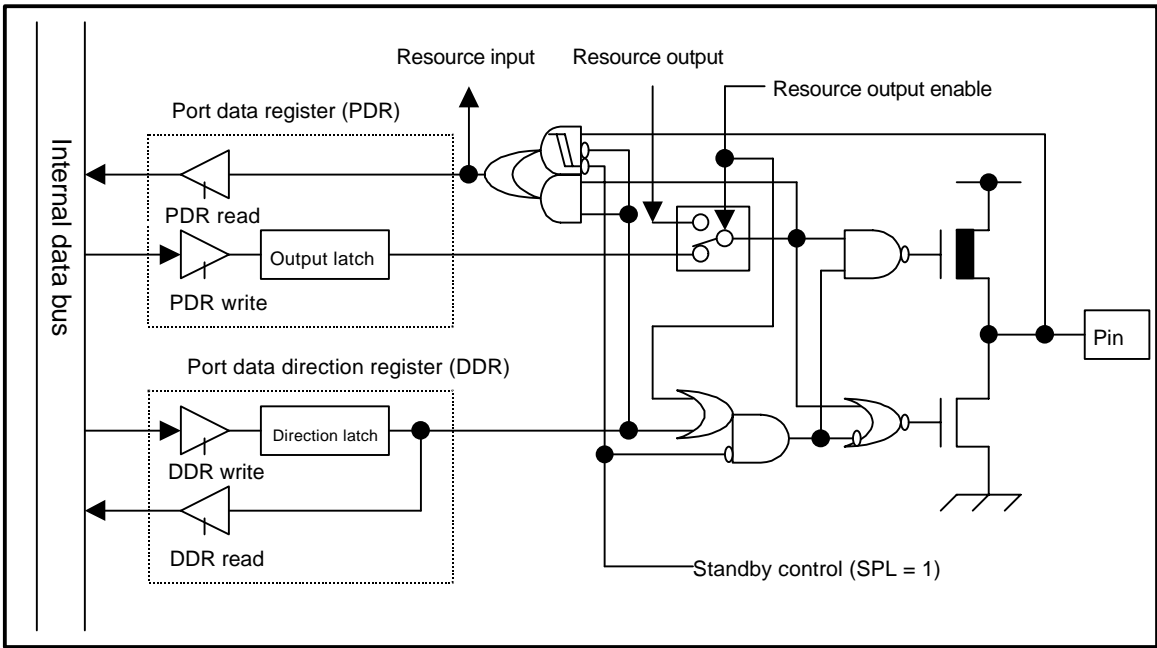 Resource input
Resource output
Resource output enable
Port data register (PDR)
Internal data bus
PDR read
Output latch
PDR write
Pin
Port data direction register (DDR)
Direction latch
DDR write
DDR read
Standby control (SPL = 1)